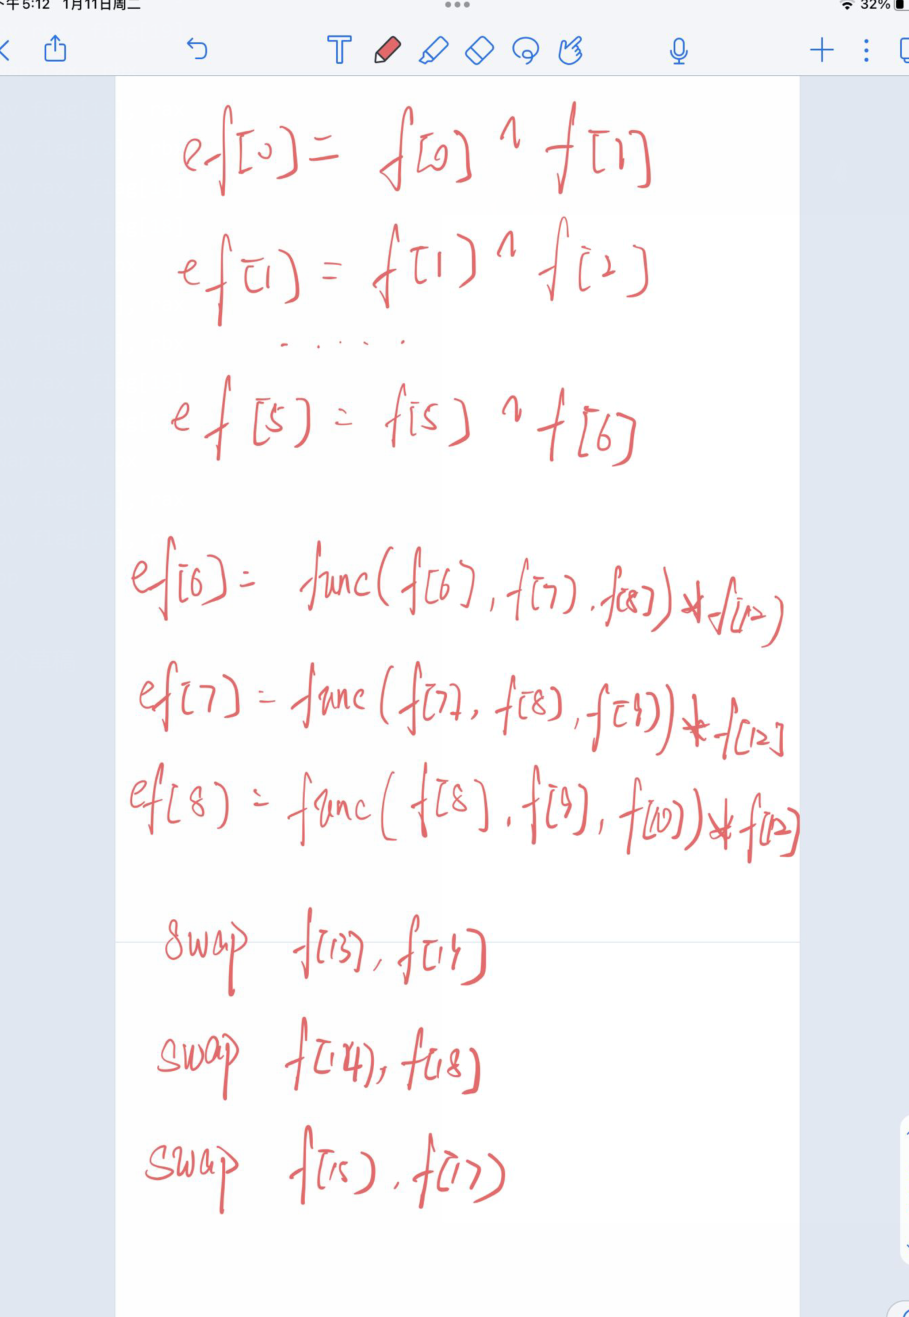 午5:12 1月11日周二 32%
T
ef[0] = f[0] ^ f[1]
ef[1] = f[1] ^ f[2]
.....
ef[5] = f[5] ^ f[6]
ef[6] = func(f[6], f[7], f[8]) * f[12]
ef[7] = func(f[7], f[8], f[9]) * f[12]
ef[8] = func(f[8], f[9], f[10]) * f[12]
swap f[13], f[19]
swap f[14], f[18]
swap f[15], f[17]